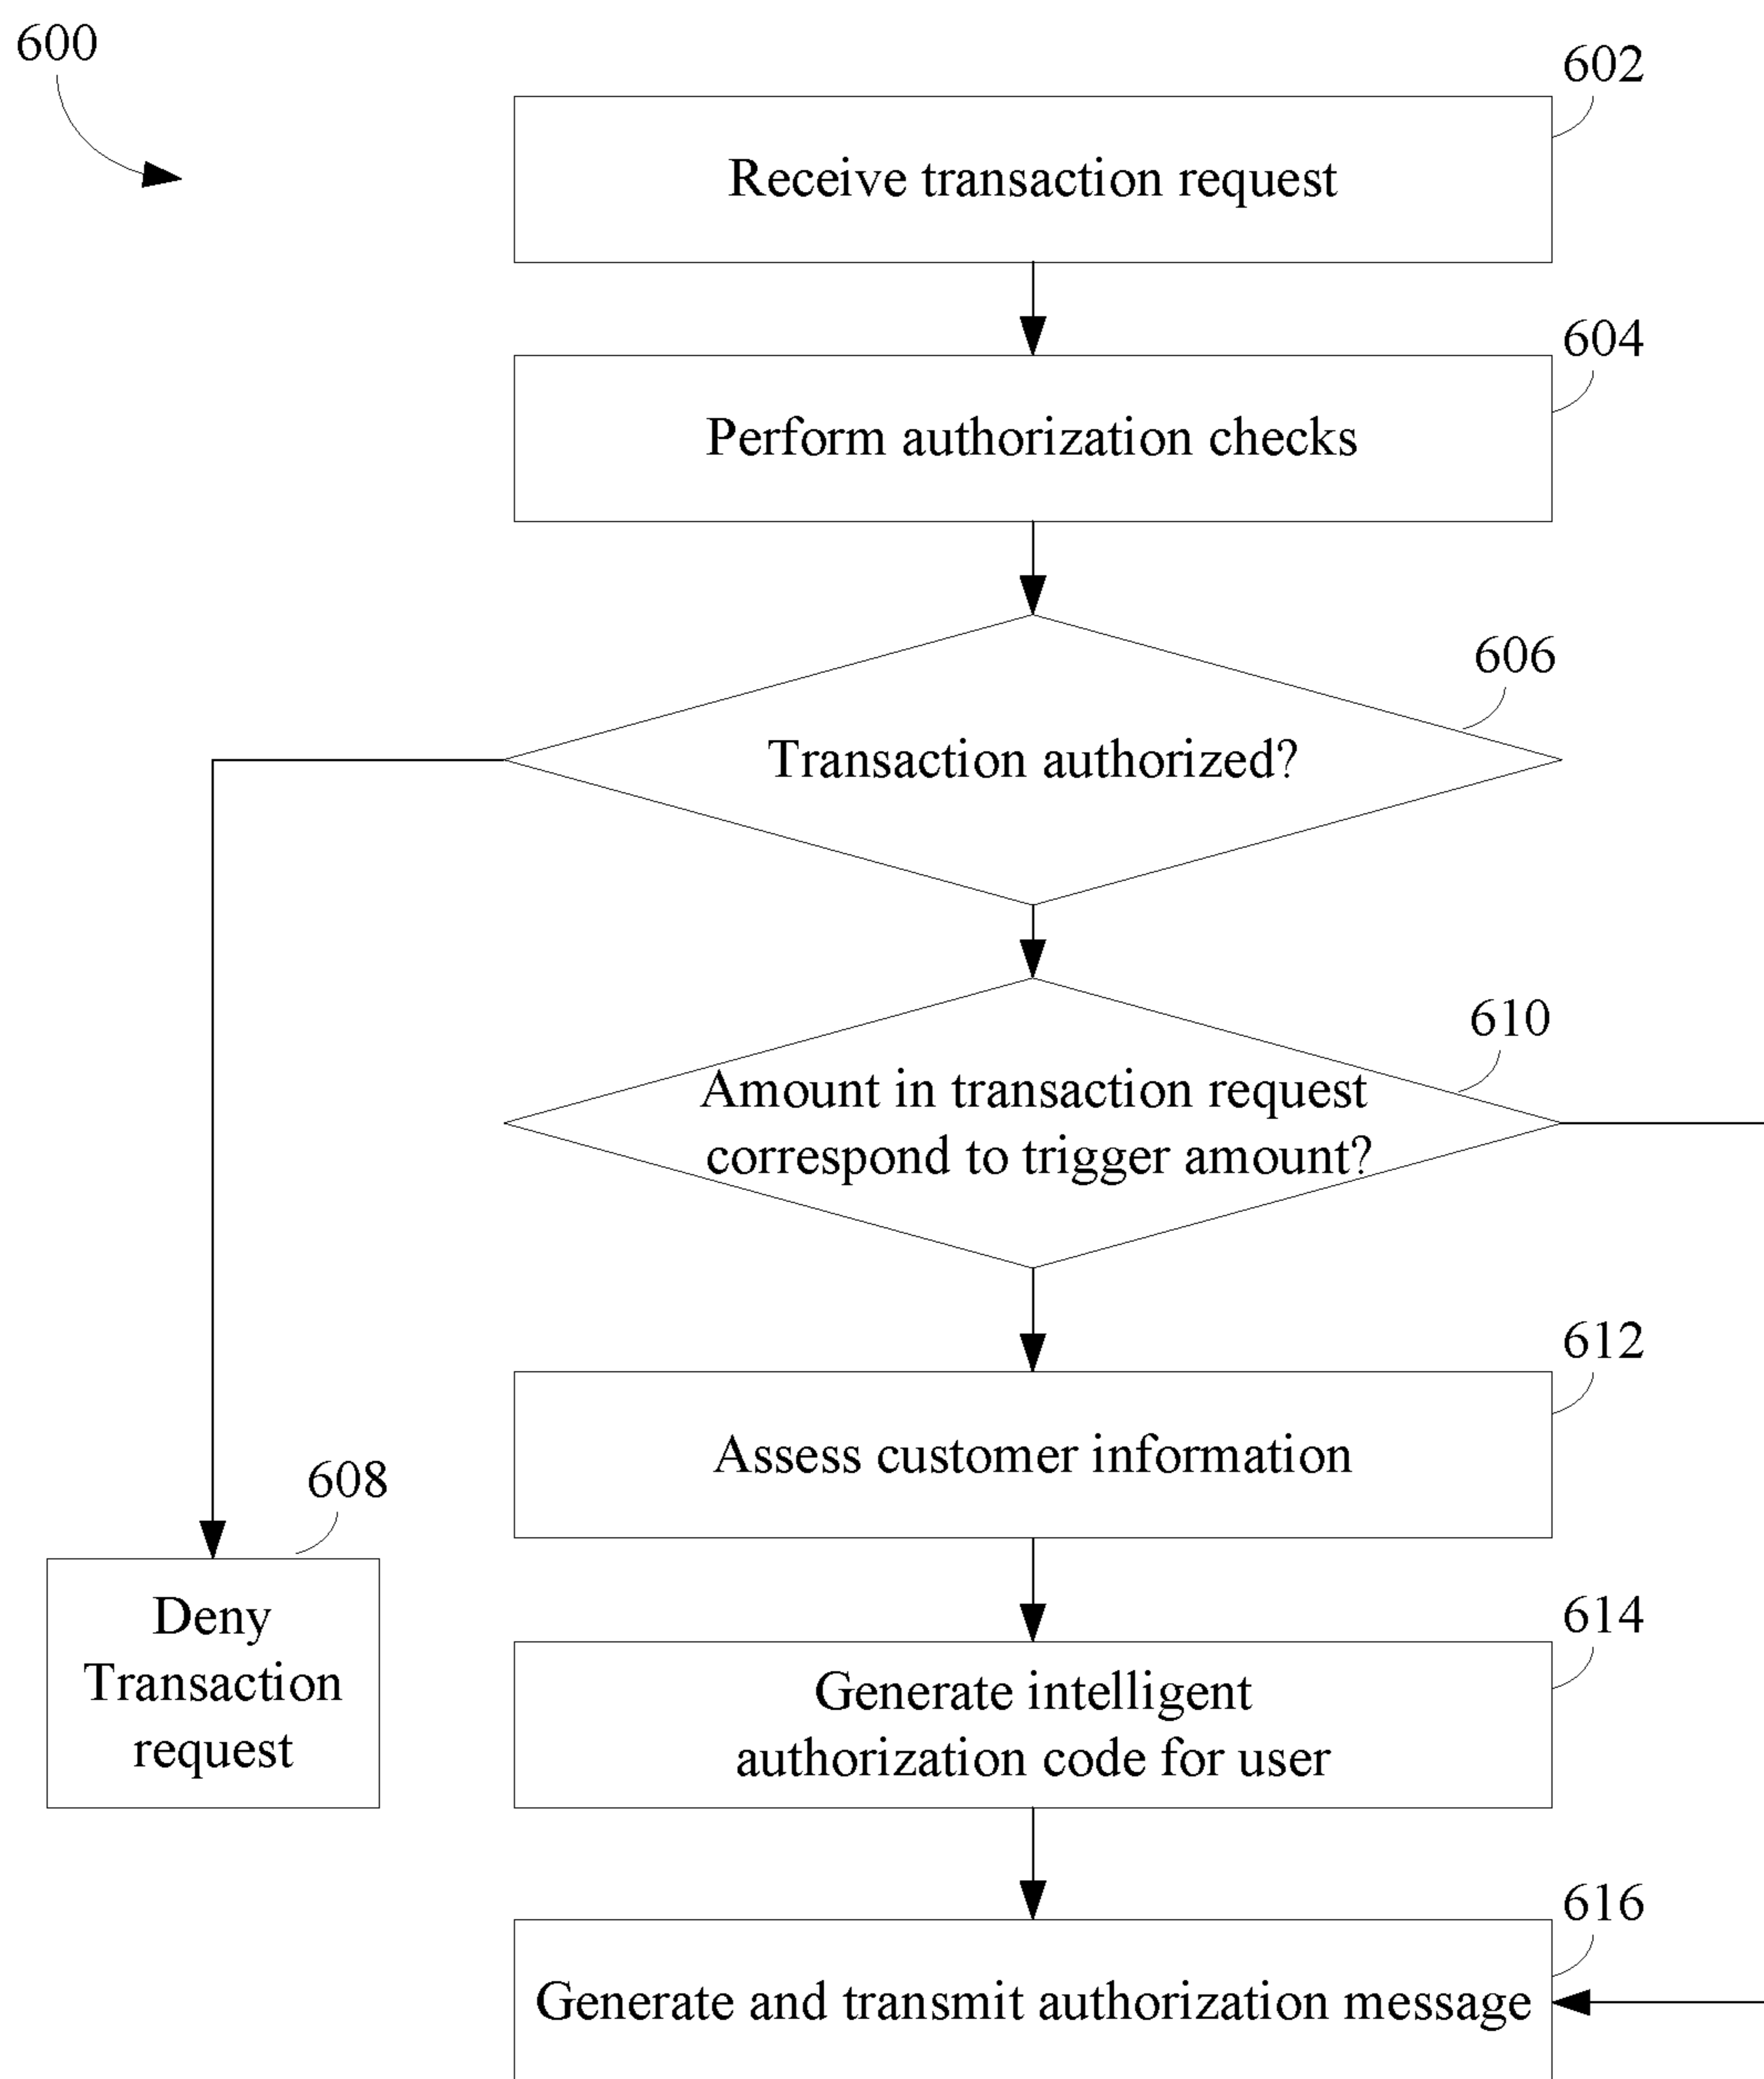 600
602
Receive transaction request
604
Perform authorization checks
606
Transaction authorized?
610
Amount in transaction request
correspond to trigger amount?
612
Assess customer information
608
Deny
Transaction
request
614
Generate intelligent
authorization code for user
616
Generate and transmit authorization message